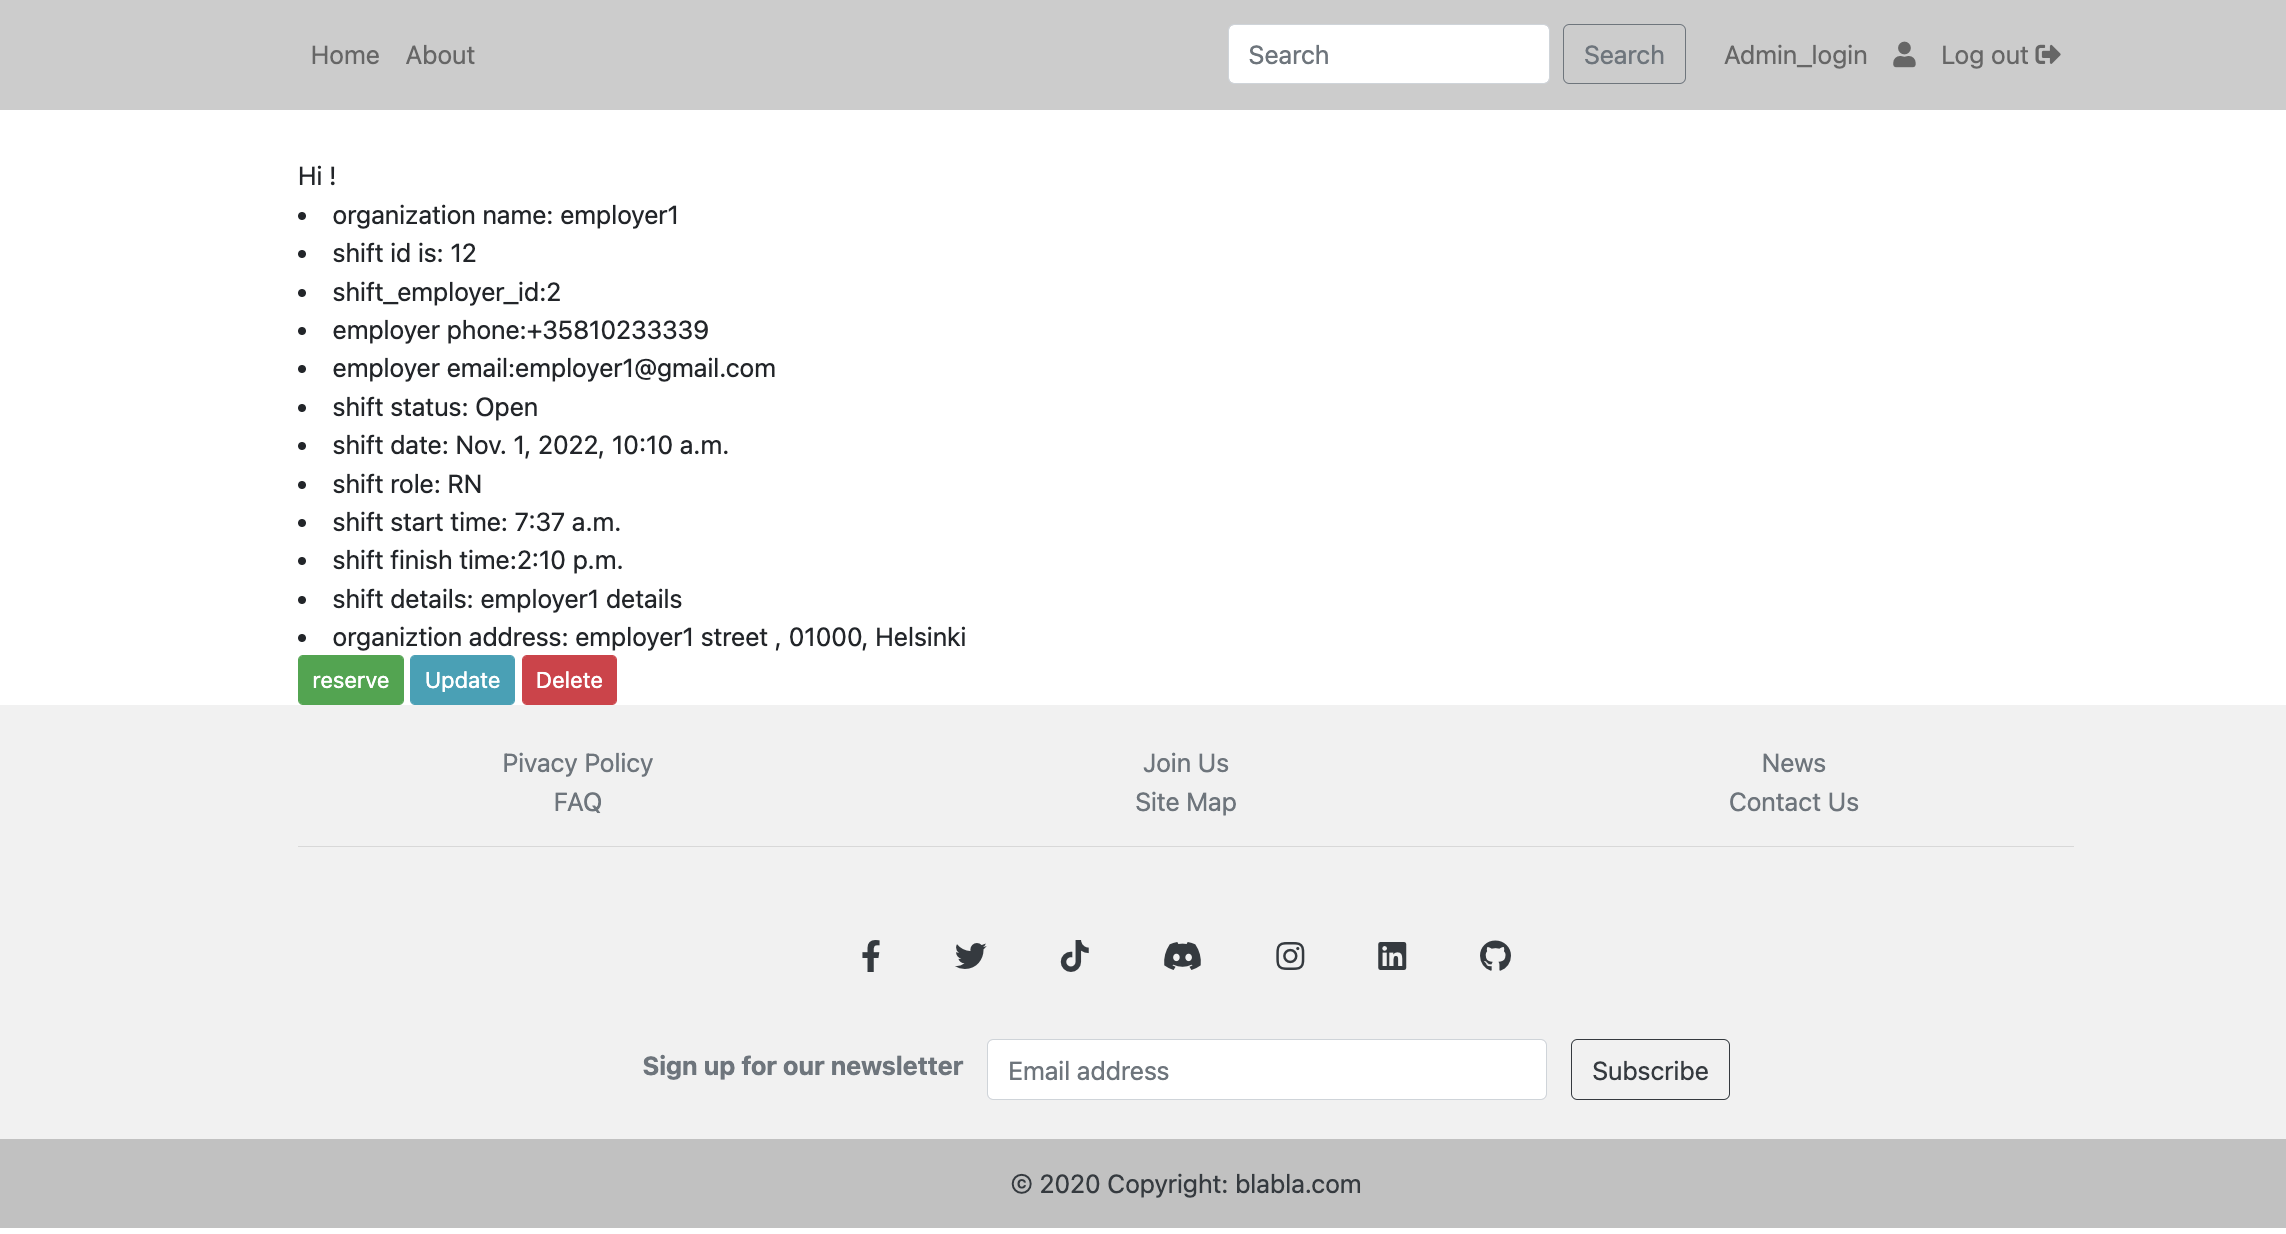 Home About Search Search Admin_login Log out
Hi !
organization name: employer1
shift id is: 12
shift_employer_id:2
employer phone:+35810233339
employer email:employer1@gmail.com
shift status: Open
shift date: Nov. 1, 2022, 10:10 a.m.
shift role: RN
shift start time: 7:37 a.m.
shift finish time:2:10 p.m.
shift details: employer1 details
organiztion address: employer1 street , 01000, Helsinki
reserve Update Delete
Pivacy Policy Join Us News
FAQ Site Map Contact Us
Sign up for our newsletter Email address Subscribe
© 2020 Copyright: blabla.com